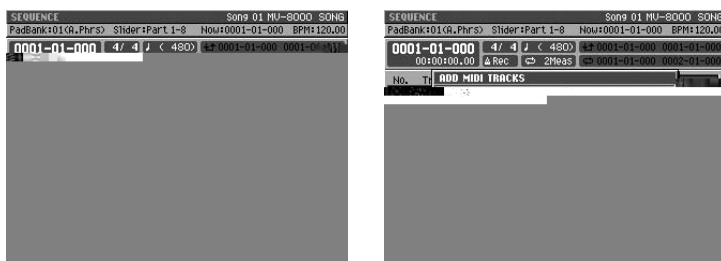 SEQUENCE Song 01 MV-8000 SONG
PadBank:01(A.Phrs) Slider:Part 1-8 Now:0001-01-000 BPM:120.00
0001-01-000 4/ 4 ♩ ( 480) 0001-01-000
SEQUENCE Song 01 MV-8000 SONG
PadBank:01(A.Phrs) Slider:Part 1-8 Now:0001-01-000 BPM:120.00
0001-01-000 4/ 4 ♩ ( 480) 0001-01-000 0001-01-000
00:00:00.00 Rec 2Meas 0001-01-000 0002-01-000
No. ADD MIDI TRACKS